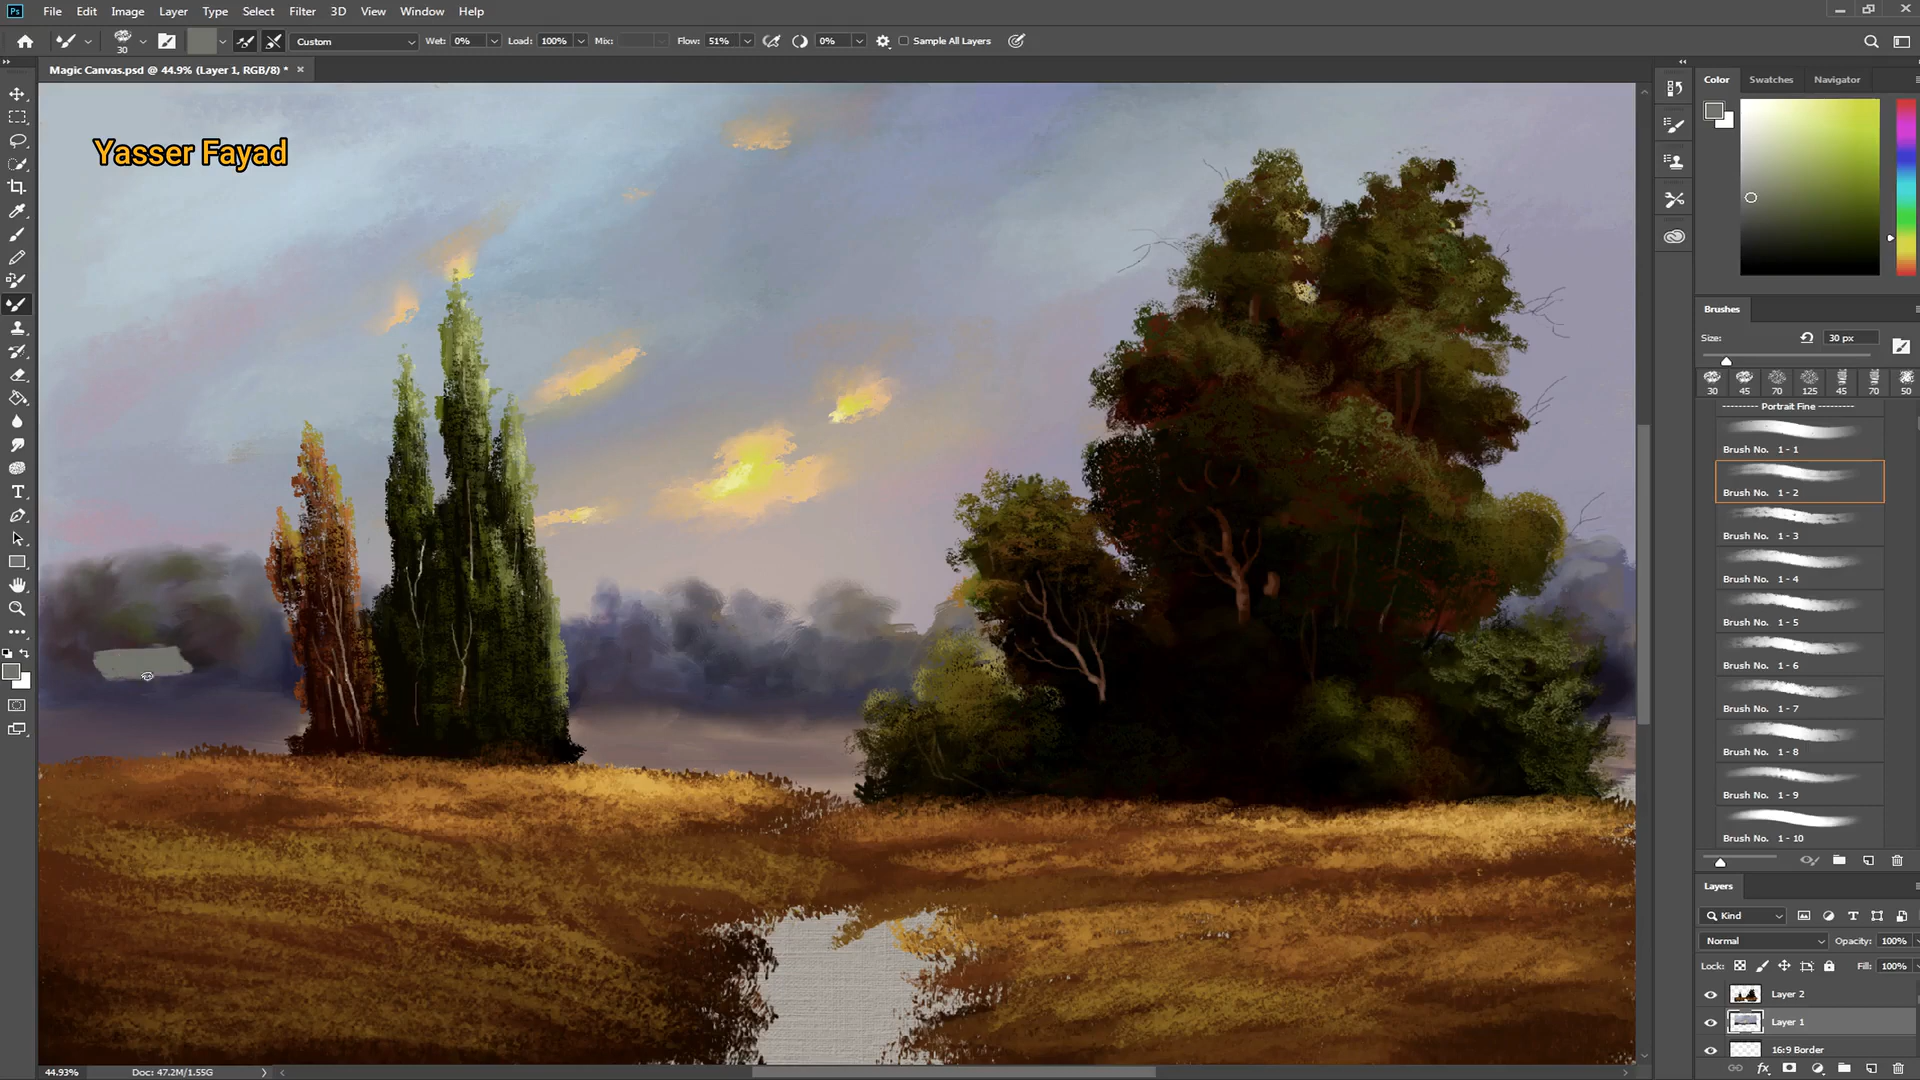 Ps File Edit Image Layer Type Select Filter 3D View Window Help
30 Custom Wet: 0% Load: 100% Mix: Flow: 51% 0% Sample All Layers
Magic Canvas.psd @ 44.9% (Layer 1, RGB/8) *
Color Swatches Navigator
Yasser Fayad
Brushes
Size: 30 px
30 45 70 125 45 70 50
--------- Portrait Fine ---------
Brush No. 1 - 1
Brush No. 1 - 2
Brush No. 1 - 3
Brush No. 1 - 4
Brush No. 1 - 5
Brush No. 1 - 6
Brush No. 1 - 7
Brush No. 1 - 8
Brush No. 1 - 9
Brush No. 1 - 10
Layers
Kind
Normal Opacity: 100%
Lock: Fill: 100%
Layer 2
Layer 1
16:9 Border
44.93% Doc: 47.2M/1.55G